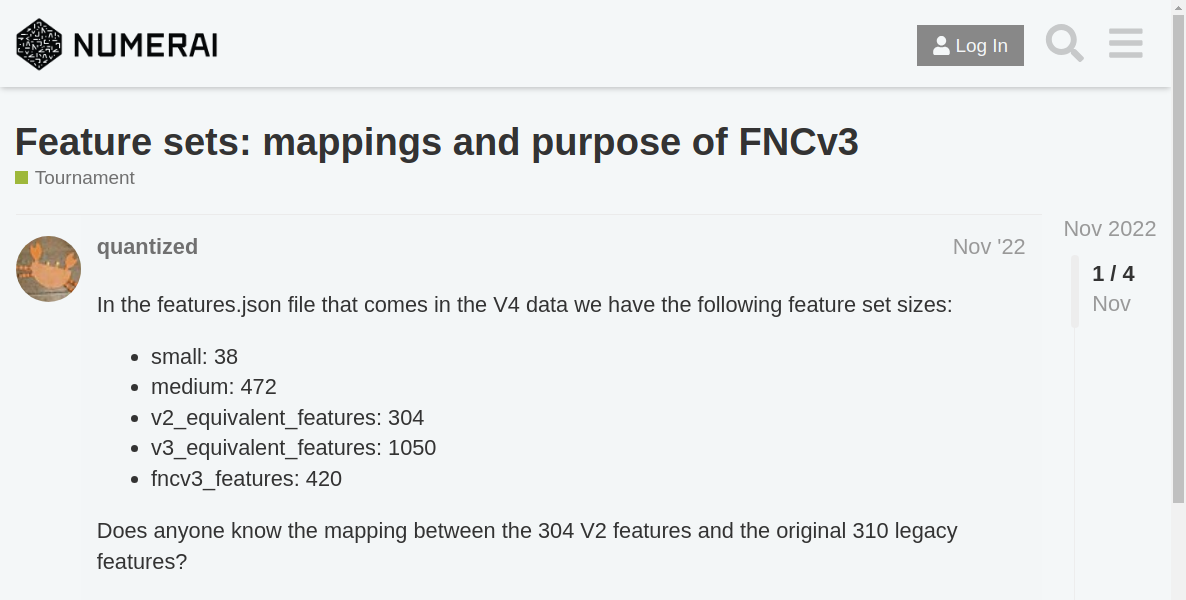 NUMERAI
Log In
Feature sets: mappings and purpose of FNCv3
Tournament
quantized
Nov '22
Nov 2022
1 / 4
Nov
In the features.json file that comes in the V4 data we have the following feature set sizes:
• small: 38
• medium: 472
• v2_equivalent_features: 304
• v3_equivalent_features: 1050
• fncv3_features: 420
Does anyone know the mapping between the 304 V2 features and the original 310 legacy
features?